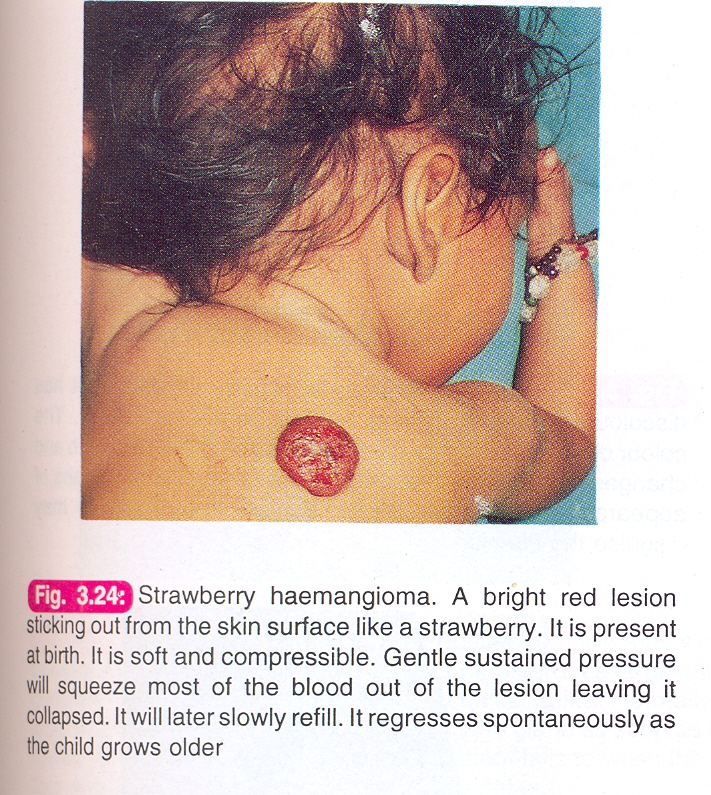 Fig. 3.24: Strawberry haemangioma. A bright red lesion
sticking out from the skin surface like a strawberry. It is present
at birth. It is soft and compressible. Gentle sustained pressure
will squeeze most of the blood out of the lesion leaving it
collapsed. It will later slowly refill. It regresses spontaneously as
the child grows older